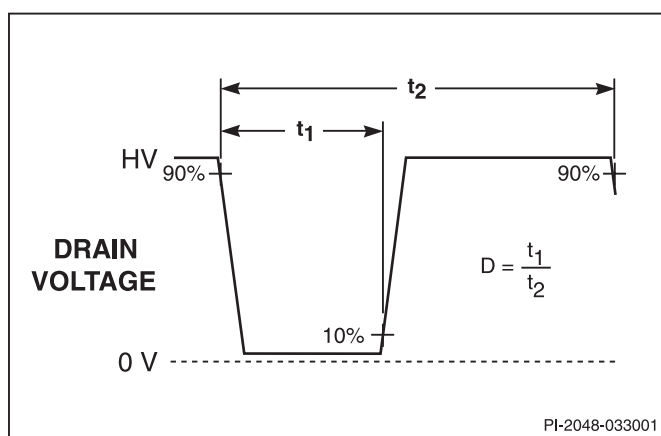 t2
t1
HV
90%
90%
DRAIN
VOLTAGE
D = t1/t2
10%
0 V
PI-2048-033001